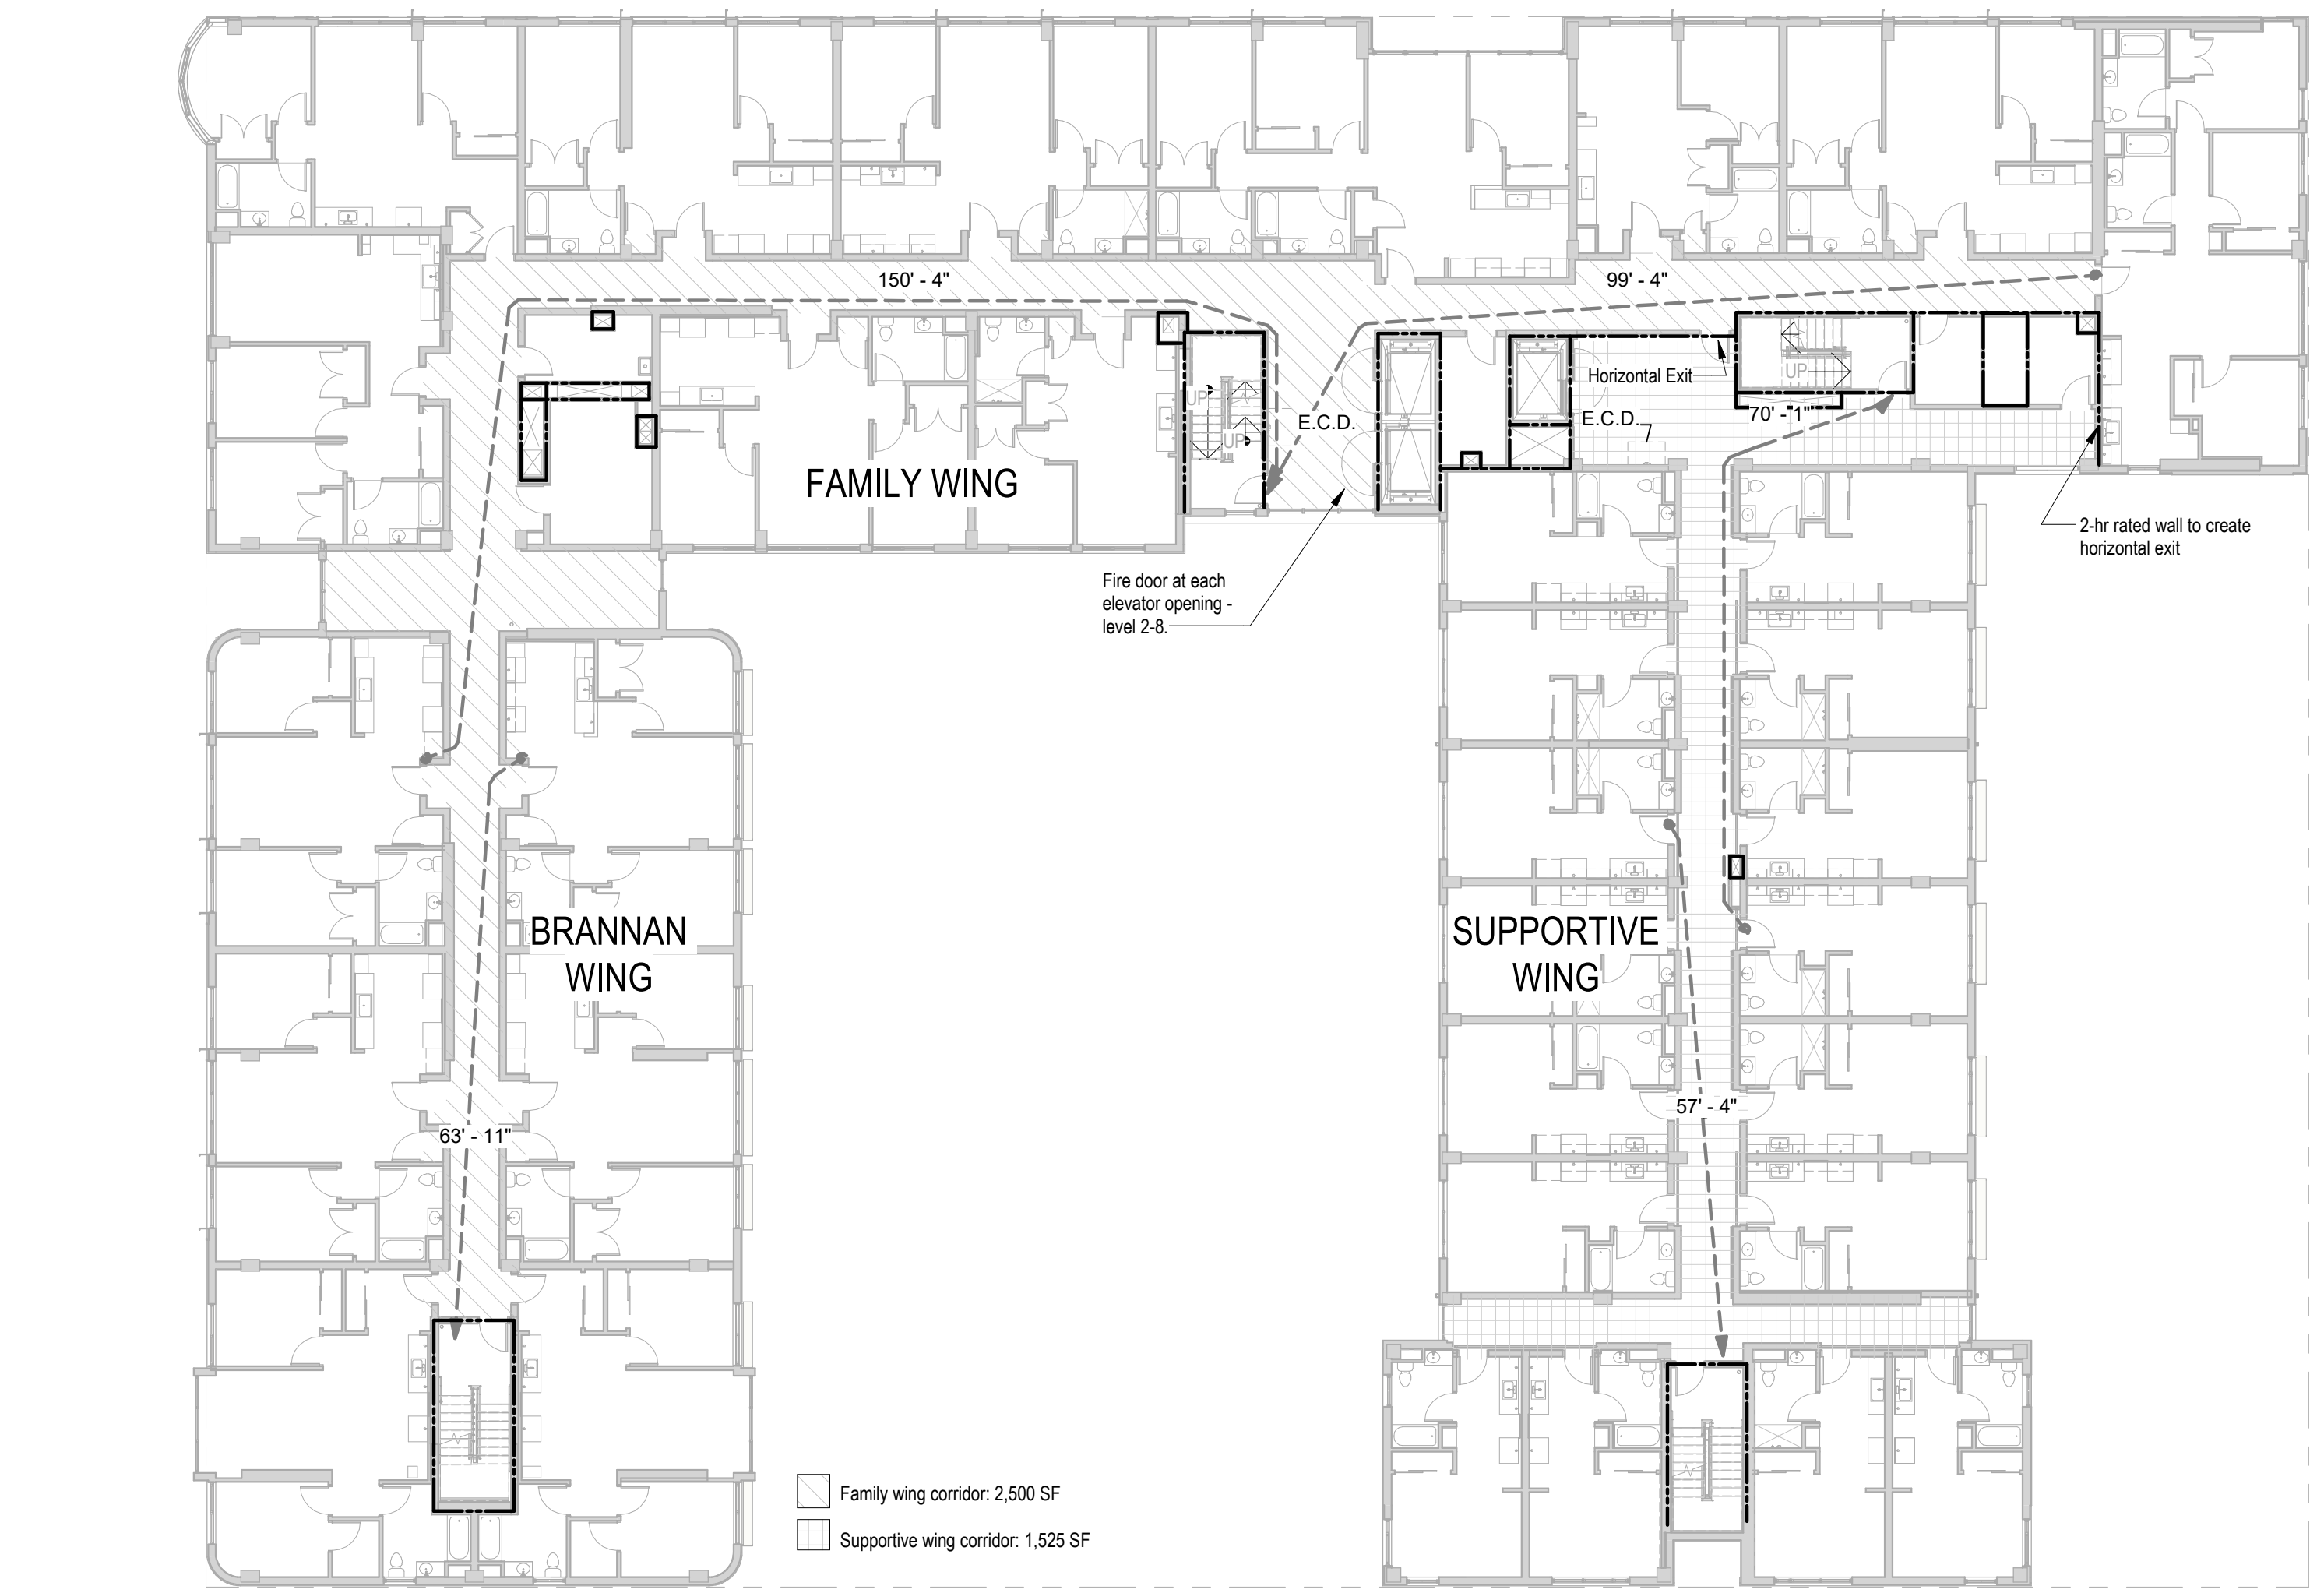 150' - 4"
99' - 4"
Horizontal Exit
UP
UP
UP
E.C.D.
E.C.D.
70' - 1"
FAMILY WING
2-hr rated wall to create
horizontal exit
Fire door at each
elevator opening -
level 2-8.
BRANNAN
WING
SUPPORTIVE
WING
57' - 4"
63' - 11"
Family wing corridor: 2,500 SF
Supportive wing corridor: 1,525 SF